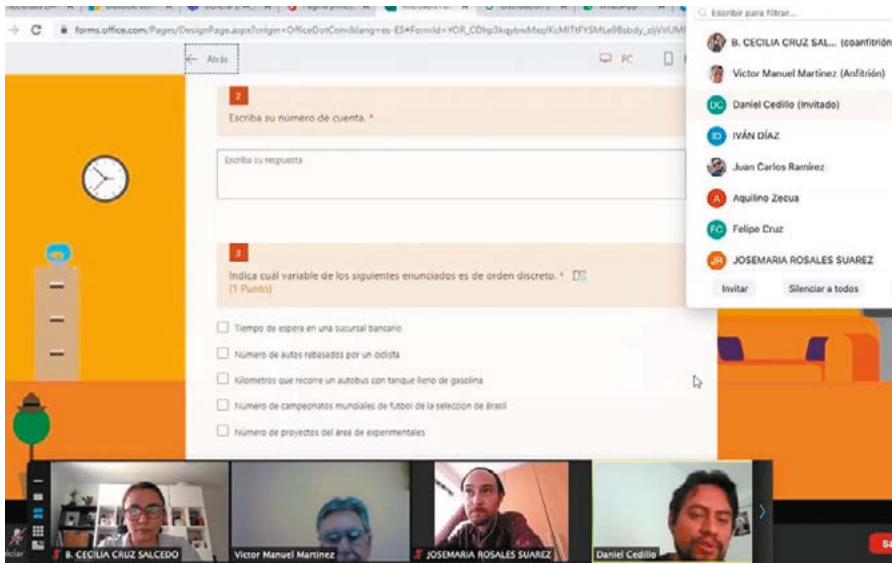 Escribir para filtrar...
forms.office.com/Pages/DesignPage.aspx?origin=OfficeDotCom&lang=es-ES#FormId=
Atrás
PC
B. CECILIA CRUZ SAL... (coanfitrión
Victor Manuel Martinez (Anfitrión)
DC Daniel Cedillo (Invitado)
ID IVÁN DÍAZ
Juan Carlos Ramírez
A Aquilino Zecua
FC Felipe Cruz
JR JOSEMARIA ROSALES SUAREZ
Invitar Silenciar a todos
2
Escriba su número de cuenta. *
Escriba su respuesta
3
Indica cuál variable de los siguientes enunciados es de orden discreto. *
(1 Punto)
Tiempo de espera en una sucursal bancario
Número de autos rebasados por un ciclista
Kilometros que recorre un autobus con tanque lleno de gasolina
Número de campeonatos mundiales de futbol de la selección de Brasil
Número de proyectos del área de experimentales
B. CECILIA CRUZ SALCEDO
Victor Manuel Martinez
JOSEMARIA ROSALES SUAREZ
Daniel Cedillo